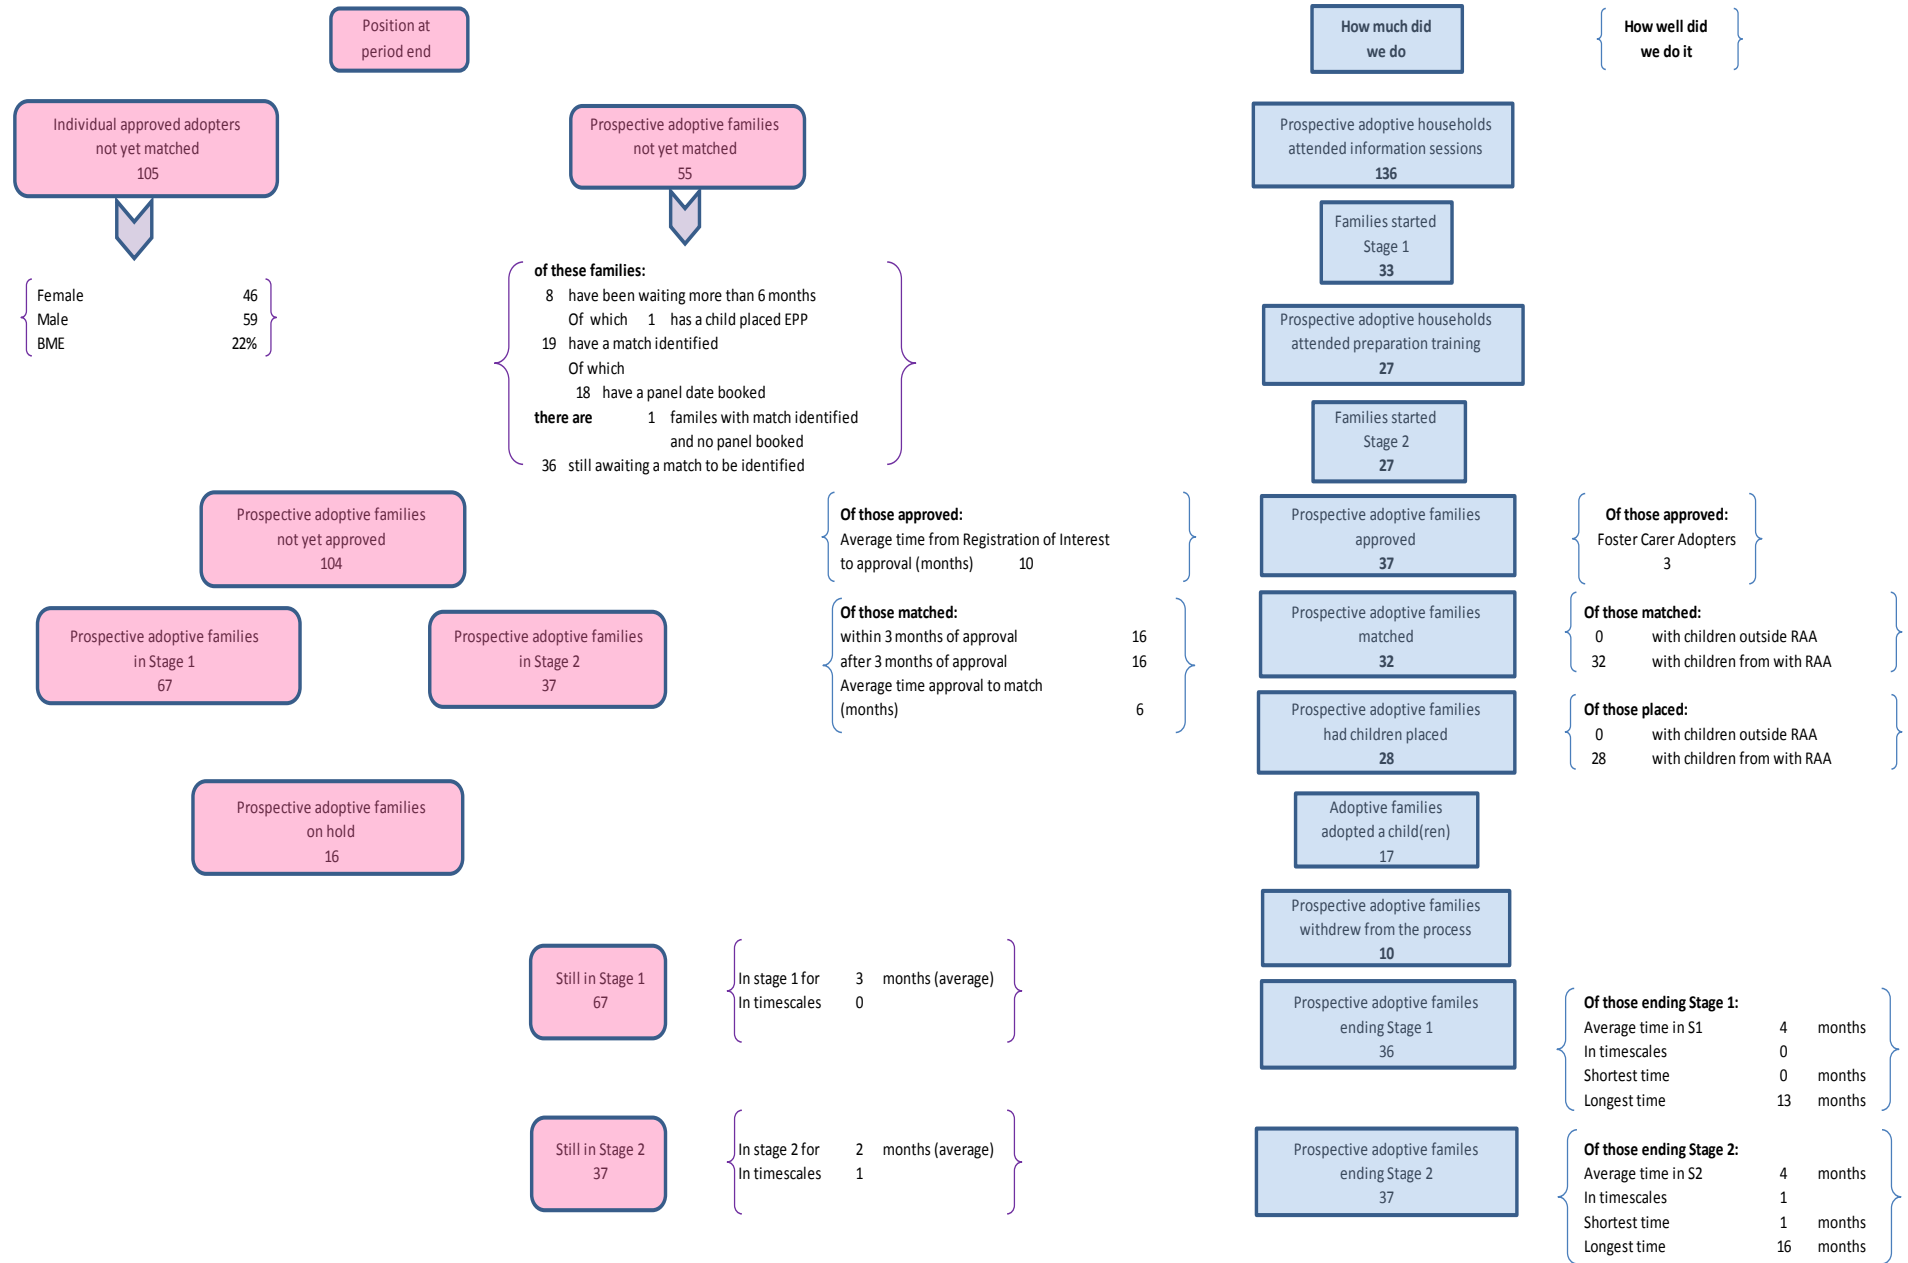 Position at
period end
How much did
we do
How well did
we do it
Individual approved adopters
not yet matched
105
Prospective adoptive families
not yet matched
55
Prospective adoptive households
attended information sessions
136
Families started
Stage 1
33
Female 46
Male 59
BME 22%
of these families:
8 have been waiting more than 6 months
Of which 1 has a child placed EPP
19 have a match identified
Of which
18 have a panel date booked
there are 1 familes with match identified
and no panel booked
36 still awaiting a match to be identified
Prospective adoptive households
attended preparation training
27
Families started
Stage 2
27
Prospective adoptive families
not yet approved
104
Of those approved:
Average time from Registration of Interest
to approval (months) 10
Prospective adoptive families
approved
37
Of those approved:
Foster Carer Adopters
3
Prospective adoptive families
in Stage 1
67
Prospective adoptive families
in Stage 2
37
Of those matched:
within 3 months of approval 16
after 3 months of approval 16
Average time approval to match
(months) 6
Prospective adoptive families
matched
32
Of those matched:
0 with children outside RAA
32 with children from with RAA
Prospective adoptive families
had children placed
28
Of those placed:
0 with children outside RAA
28 with children from with RAA
Prospective adoptive families
on hold
16
Adoptive families
adopted a child(ren)
17
Prospective adoptive families
withdrew from the process
10
Still in Stage 1
67
In stage 1 for 3 months (average)
In timescales 0
Prospective adoptive familes
ending Stage 1
36
Of those ending Stage 1:
Average time in S1 4 months
In timescales 0
Shortest time 0 months
Longest time 13 months
Still in Stage 2
37
In stage 2 for 2 months (average)
In timescales 1
Prospective adoptive familes
ending Stage 2
37
Of those ending Stage 2:
Average time in S2 4 months
In timescales 1
Shortest time 1 months
Longest time 16 months